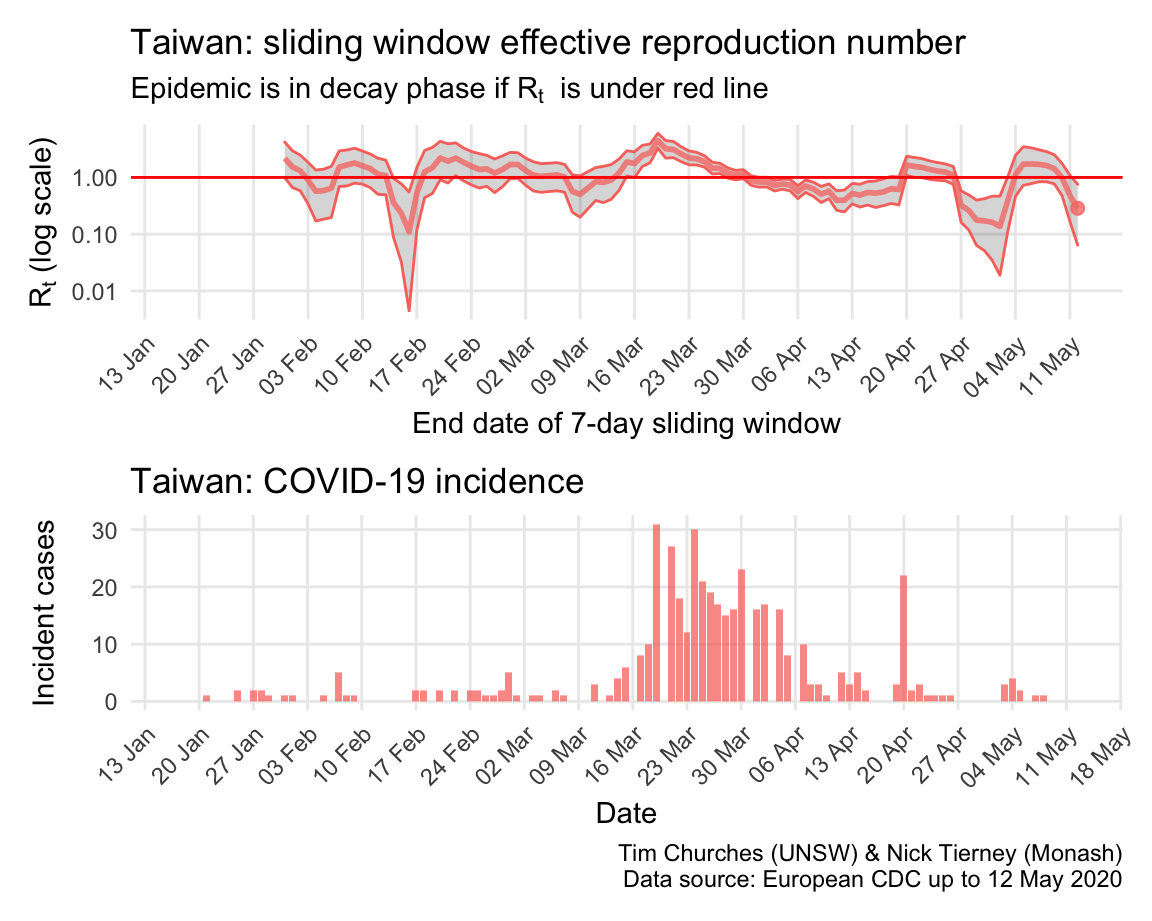 Taiwan: sliding window effective reproduction number
Epidemic is in decay phase if Rt is under red line
Rt (log scale)
1.00
0.10
0.01
13 Jan
20 Jan
27 Jan
03 Feb
10 Feb
17 Feb
24 Feb
02 Mar
09 Mar
16 Mar
23 Mar
30 Mar
06 Apr
13 Apr
20 Apr
27 Apr
04 May
11 May
End date of 7-day sliding window
Taiwan: COVID-19 incidence
Incident cases
30
20
10
0
13 Jan
20 Jan
27 Jan
03 Feb
10 Feb
17 Feb
24 Feb
02 Mar
09 Mar
16 Mar
23 Mar
30 Mar
06 Apr
13 Apr
20 Apr
27 Apr
04 May
11 May
18 May
Date
Tim Churches (UNSW) & Nick Tierney (Monash)
Data source: European CDC up to 12 May 2020